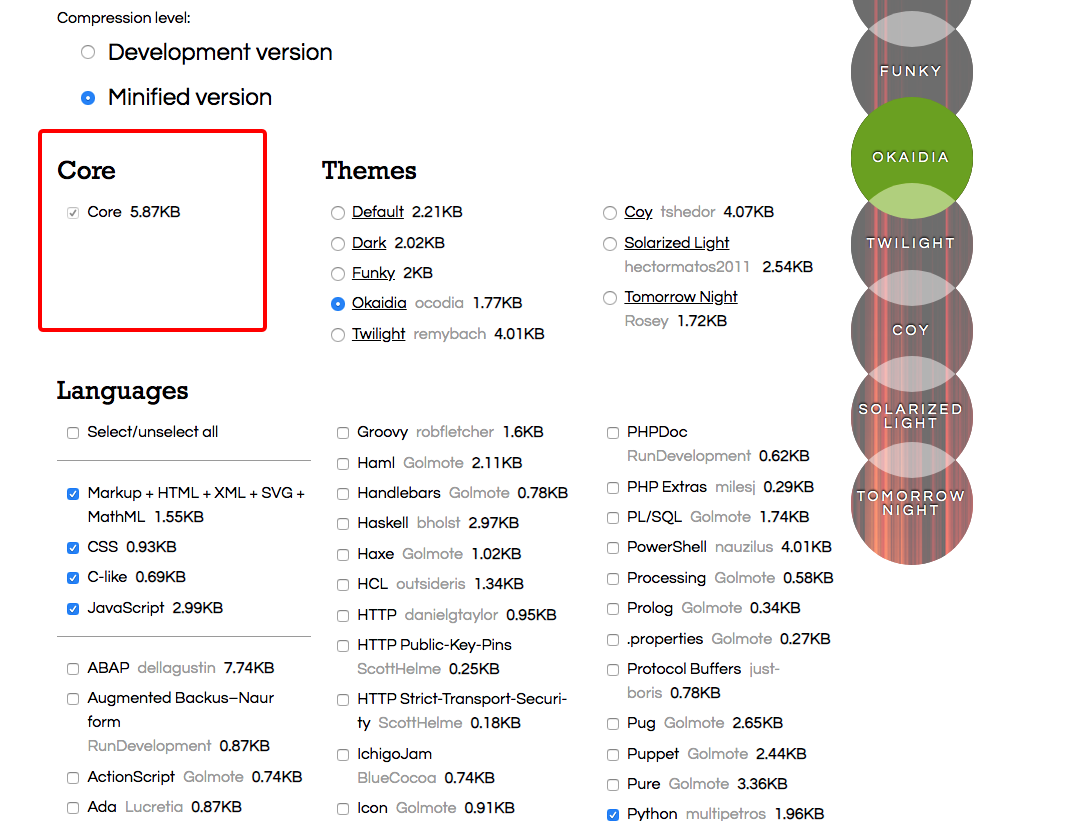 Compression level:
Development version
Minified version
Core
Core 5.87KB
Themes
Default 2.21KB
Dark 2.02KB
Funky 2KB
Okaidia ocodia 1.77KB
Twilight remybach 4.01KB
Coy tshedor 4.07KB
Solarized Light
hectormatos2011 2.54KB
Tomorrow Night
Rosey 1.72KB
Languages
Select/unselect all
Markup + HTML + XML + SVG +
MathML 1.55KB
CSS 0.93KB
C-like 0.69KB
JavaScript 2.99KB
ABAP dellagustin 7.74KB
Augmented Backus–Naur
form
RunDevelopment 0.87KB
ActionScript Golmote 0.74KB
Ada Lucretia 0.87KB
Groovy robfletcher 1.6KB
Haml Golmote 2.11KB
Handlebars Golmote 0.78KB
Haskell bholst 2.97KB
Haxe Golmote 1.02KB
HCL outsideris 1.34KB
HTTP danielgtaylor 0.95KB
HTTP Public-Key-Pins
ScottHelme 0.25KB
HTTP Strict-Transport-Securi-
ty ScottHelme 0.18KB
IchigoJam
BlueCocoa 0.74KB
Icon Golmote 0.91KB
PHPDoc
RunDevelopment 0.62KB
PHP Extras milesj 0.29KB
PL/SQL Golmote 1.74KB
PowerShell nauzilus 4.01KB
Processing Golmote 0.58KB
Prolog Golmote 0.34KB
.properties Golmote 0.27KB
Protocol Buffers just-
boris 0.78KB
Pug Golmote 2.65KB
Puppet Golmote 2.44KB
Pure Golmote 3.36KB
Python multipetros 1.96KB
FUNKY
OKAIDIA
TWILIGHT
COY
SOLARIZED
LIGHT
TOMORROW
NIGHT